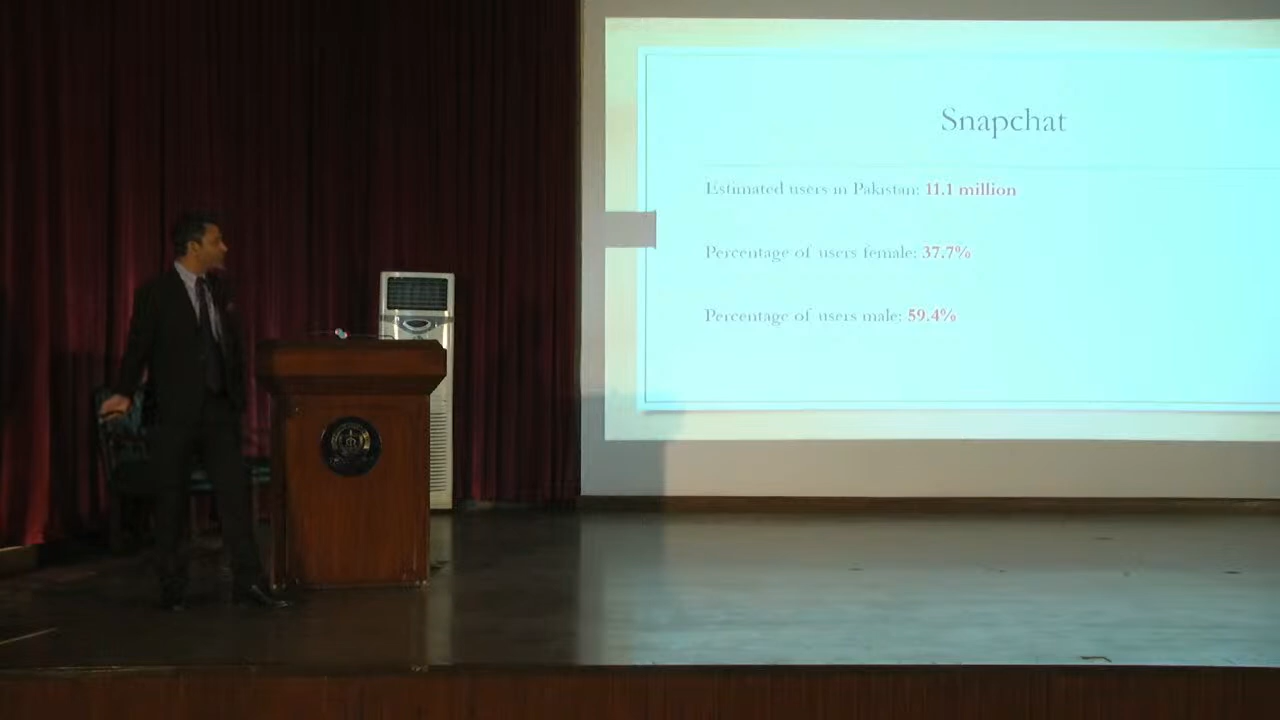 Snapchat
Estimated users in Pakistan: 11.1 million
Percentage of users female: 37.7%
Percentage of users male: 59.4%